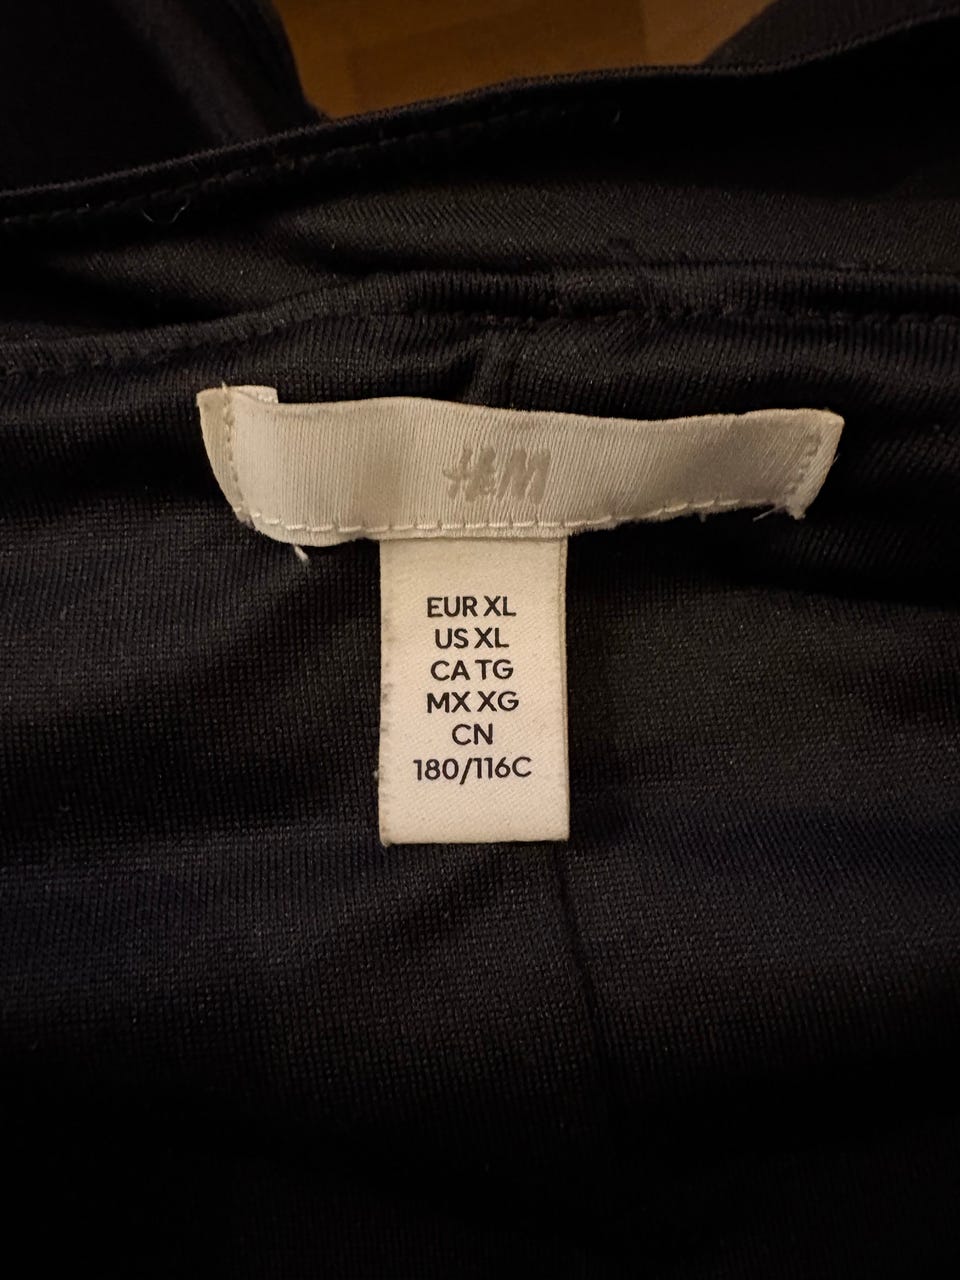 H&M
EUR XL
US XL
CA TG
MX XG
CN
180/116C